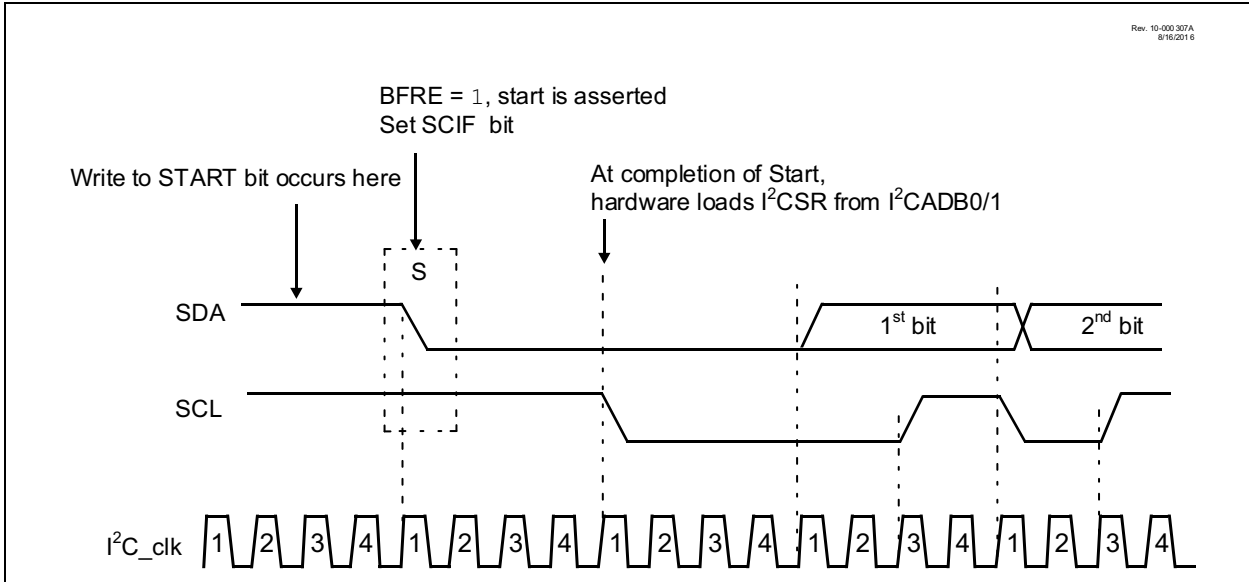 Rev. 10-000 307A
8/16/201 6
BFRE = 1, start is asserted
Set SCIF bit
Write to START bit occurs here
At completion of Start,
hardware loads I²CSR from I²CADB0/1
S
SDA
1st bit
2nd bit
SCL
I²C_clk
1 2 3 4 1 2 3 4 1 2 3 4 1 2 3 4 1 2 3 4